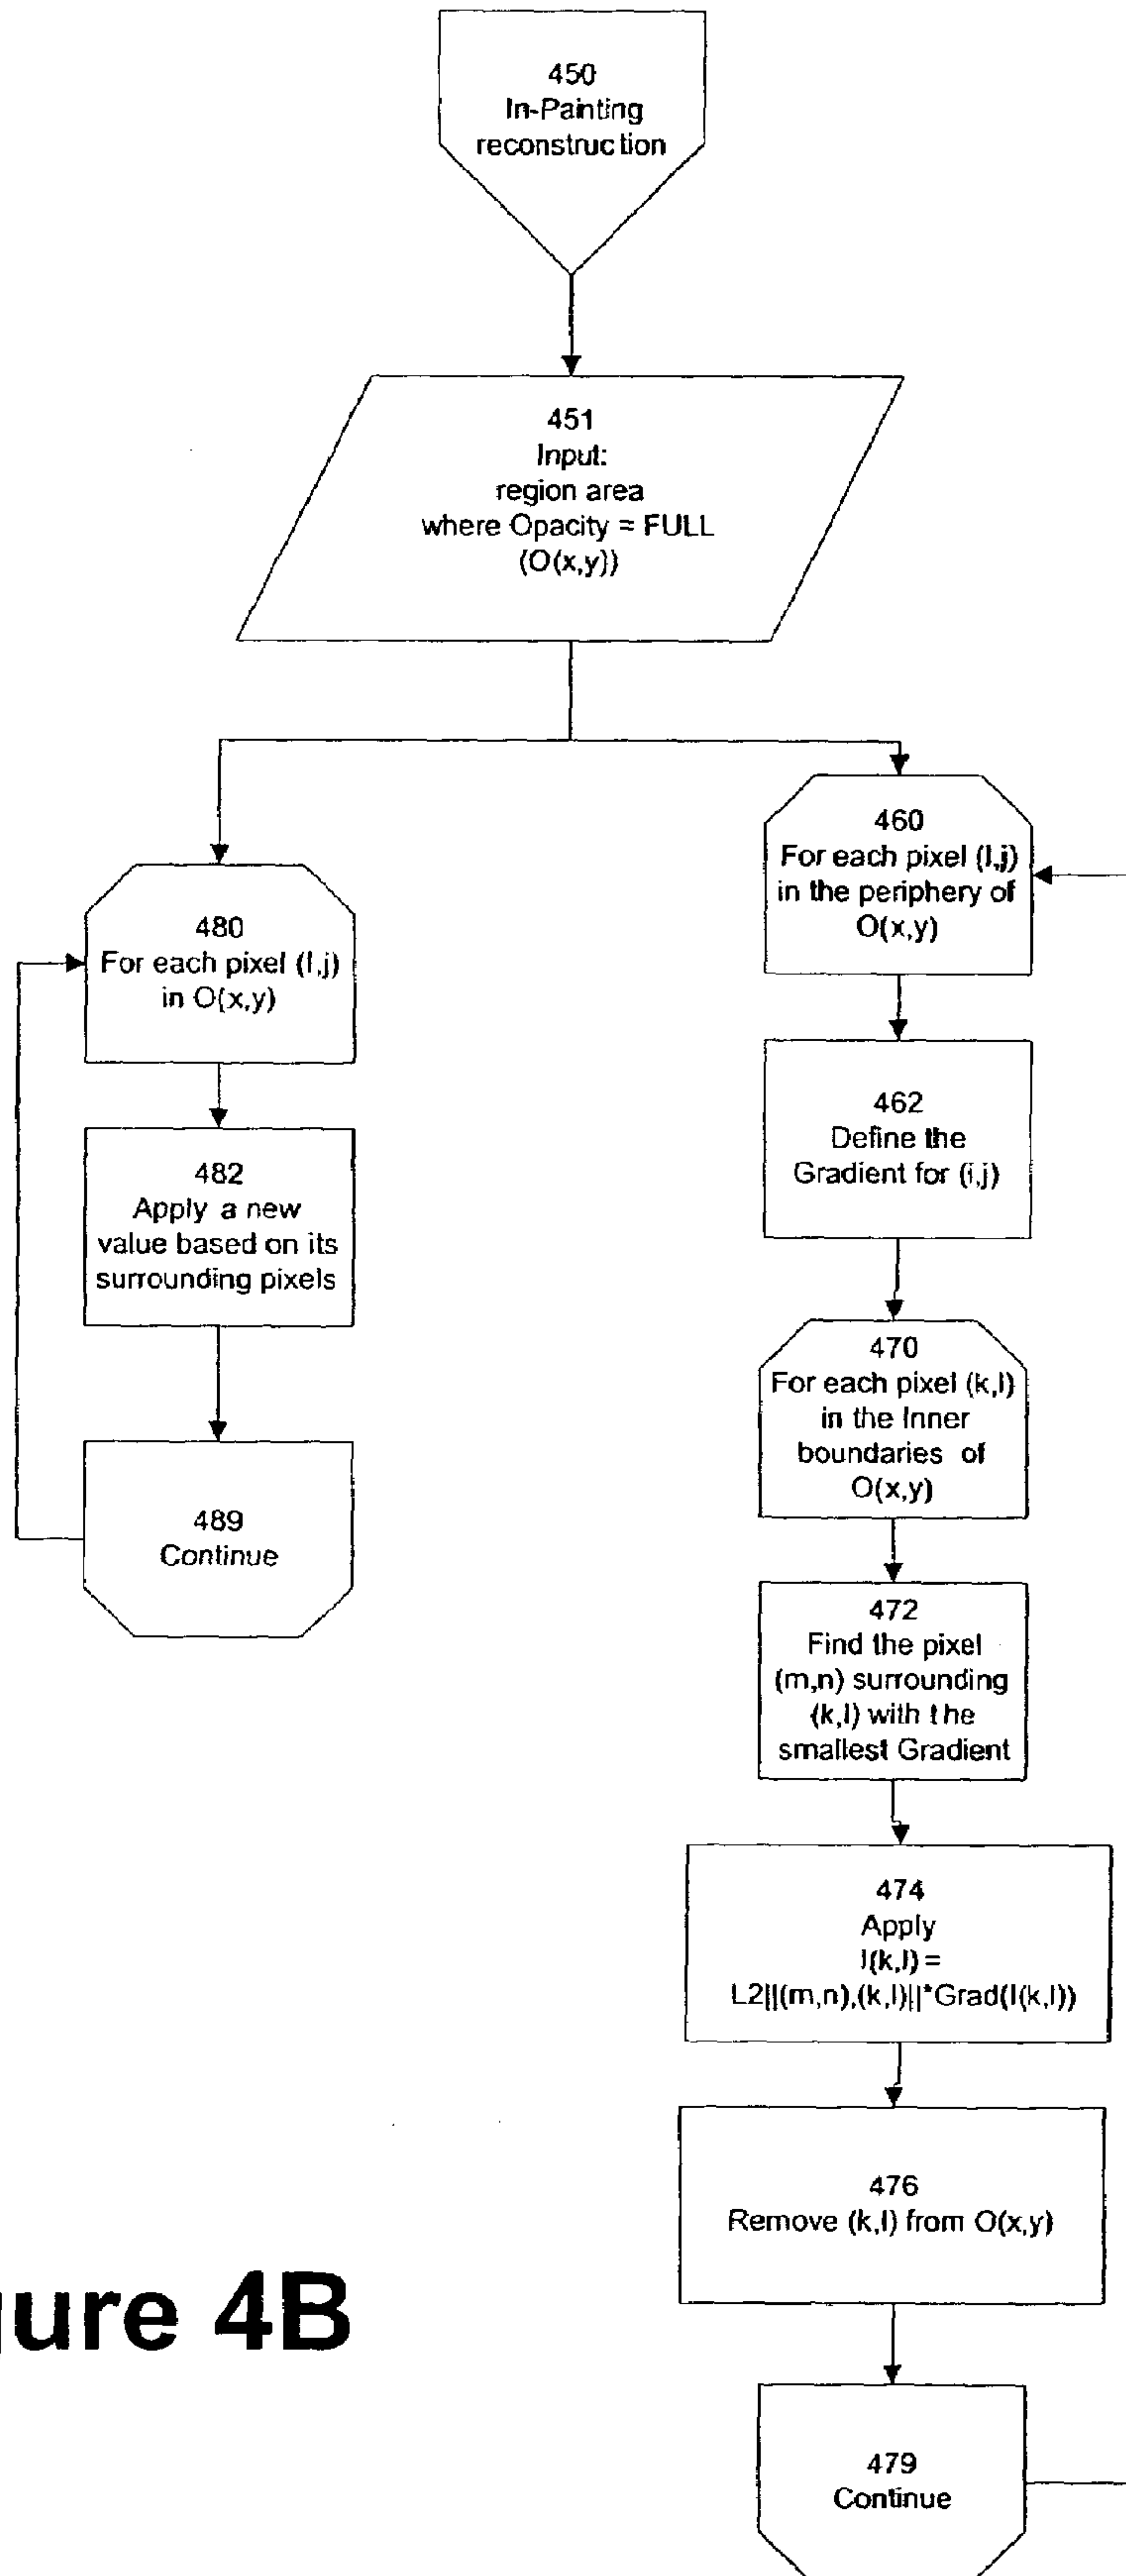 450
In-Painting
reconstruction
451
Input:
region area
where Opacity = FULL
(O(x,y))
480
For each pixel (I,j)
in O(x,y)
482
Apply a new
value based on its
surrounding pixels
489
Continue
460
For each pixel (I,j)
in the periphery of
O(x,y)
462
Define the
Gradient for (i,j)
470
For each pixel (k,l)
in the Inner
boundaries of
O(x,y)
472
Find the pixel
(m,n) surrounding
(k,l) with the
smallest Gradient
474
Apply
I(k,l) =
L2||(m,n),(k,l)||*Grad(I(k,l))
476
Remove (k,l) from O(x,y)
479
Continue
gure 4B